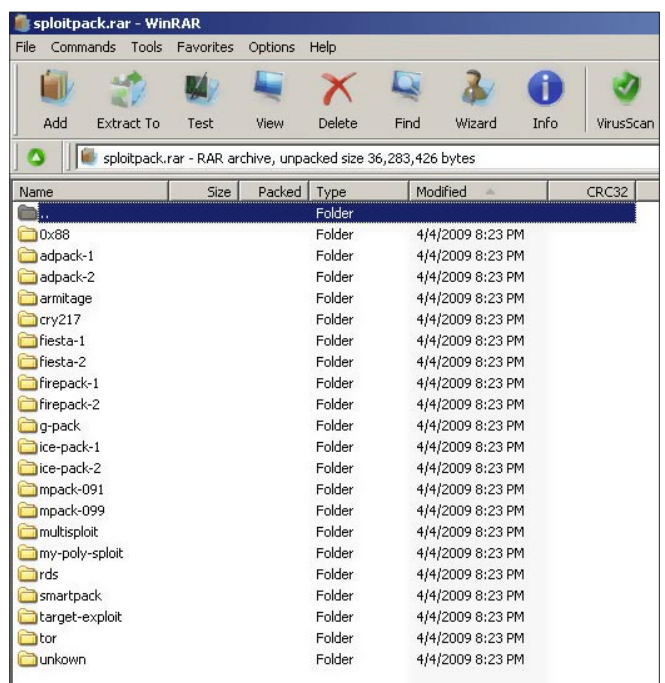 sploitpack.rar - WinRAR
File Commands Tools Favorites Options Help
Add Extract To Test View Delete Find Wizard Info VirusScan
sploitpack.rar - RAR archive, unpacked size 36,283,426 bytes
Name Size Packed Type Modified CRC32
.. Folder
0x88 Folder 4/4/2009 8:23 PM
adpack-1 Folder 4/4/2009 8:23 PM
adpack-2 Folder 4/4/2009 8:23 PM
armitage Folder 4/4/2009 8:23 PM
cry217 Folder 4/4/2009 8:23 PM
fiesta-1 Folder 4/4/2009 8:23 PM
fiesta-2 Folder 4/4/2009 8:23 PM
firepack-1 Folder 4/4/2009 8:23 PM
firepack-2 Folder 4/4/2009 8:23 PM
g-pack Folder 4/4/2009 8:23 PM
ice-pack-1 Folder 4/4/2009 8:23 PM
ice-pack-2 Folder 4/4/2009 8:23 PM
mpack-091 Folder 4/4/2009 8:23 PM
mpack-099 Folder 4/4/2009 8:23 PM
multisploit Folder 4/4/2009 8:23 PM
my-poly-sploit Folder 4/4/2009 8:23 PM
rds Folder 4/4/2009 8:23 PM
smartpack Folder 4/4/2009 8:23 PM
target-exploit Folder 4/4/2009 8:23 PM
tor Folder 4/4/2009 8:23 PM
unkown Folder 4/4/2009 8:23 PM